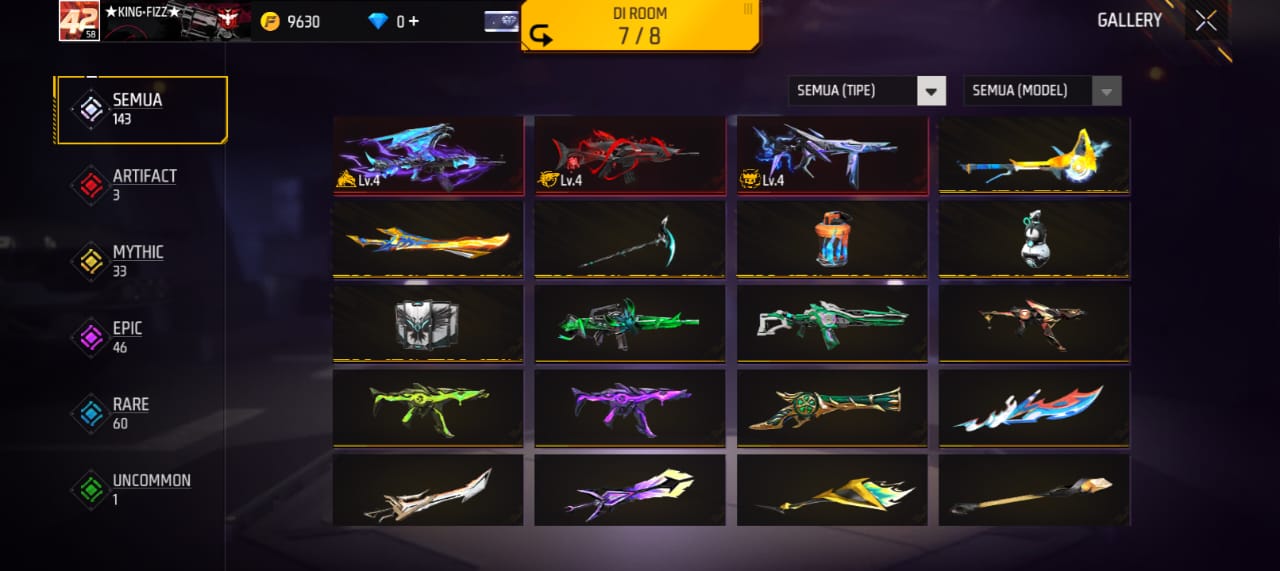 42
58
★KING•FIZZ★
9630
0 +
DI ROOM
7 / 8
GALLERY
SEMUA (TIPE)
SEMUA (MODEL)
SEMUA
143
ARTIFACT
3
MYTHIC
33
EPIC
46
RARE
60
UNCOMMON
1
Lv.4
Lv.4
Lv.4